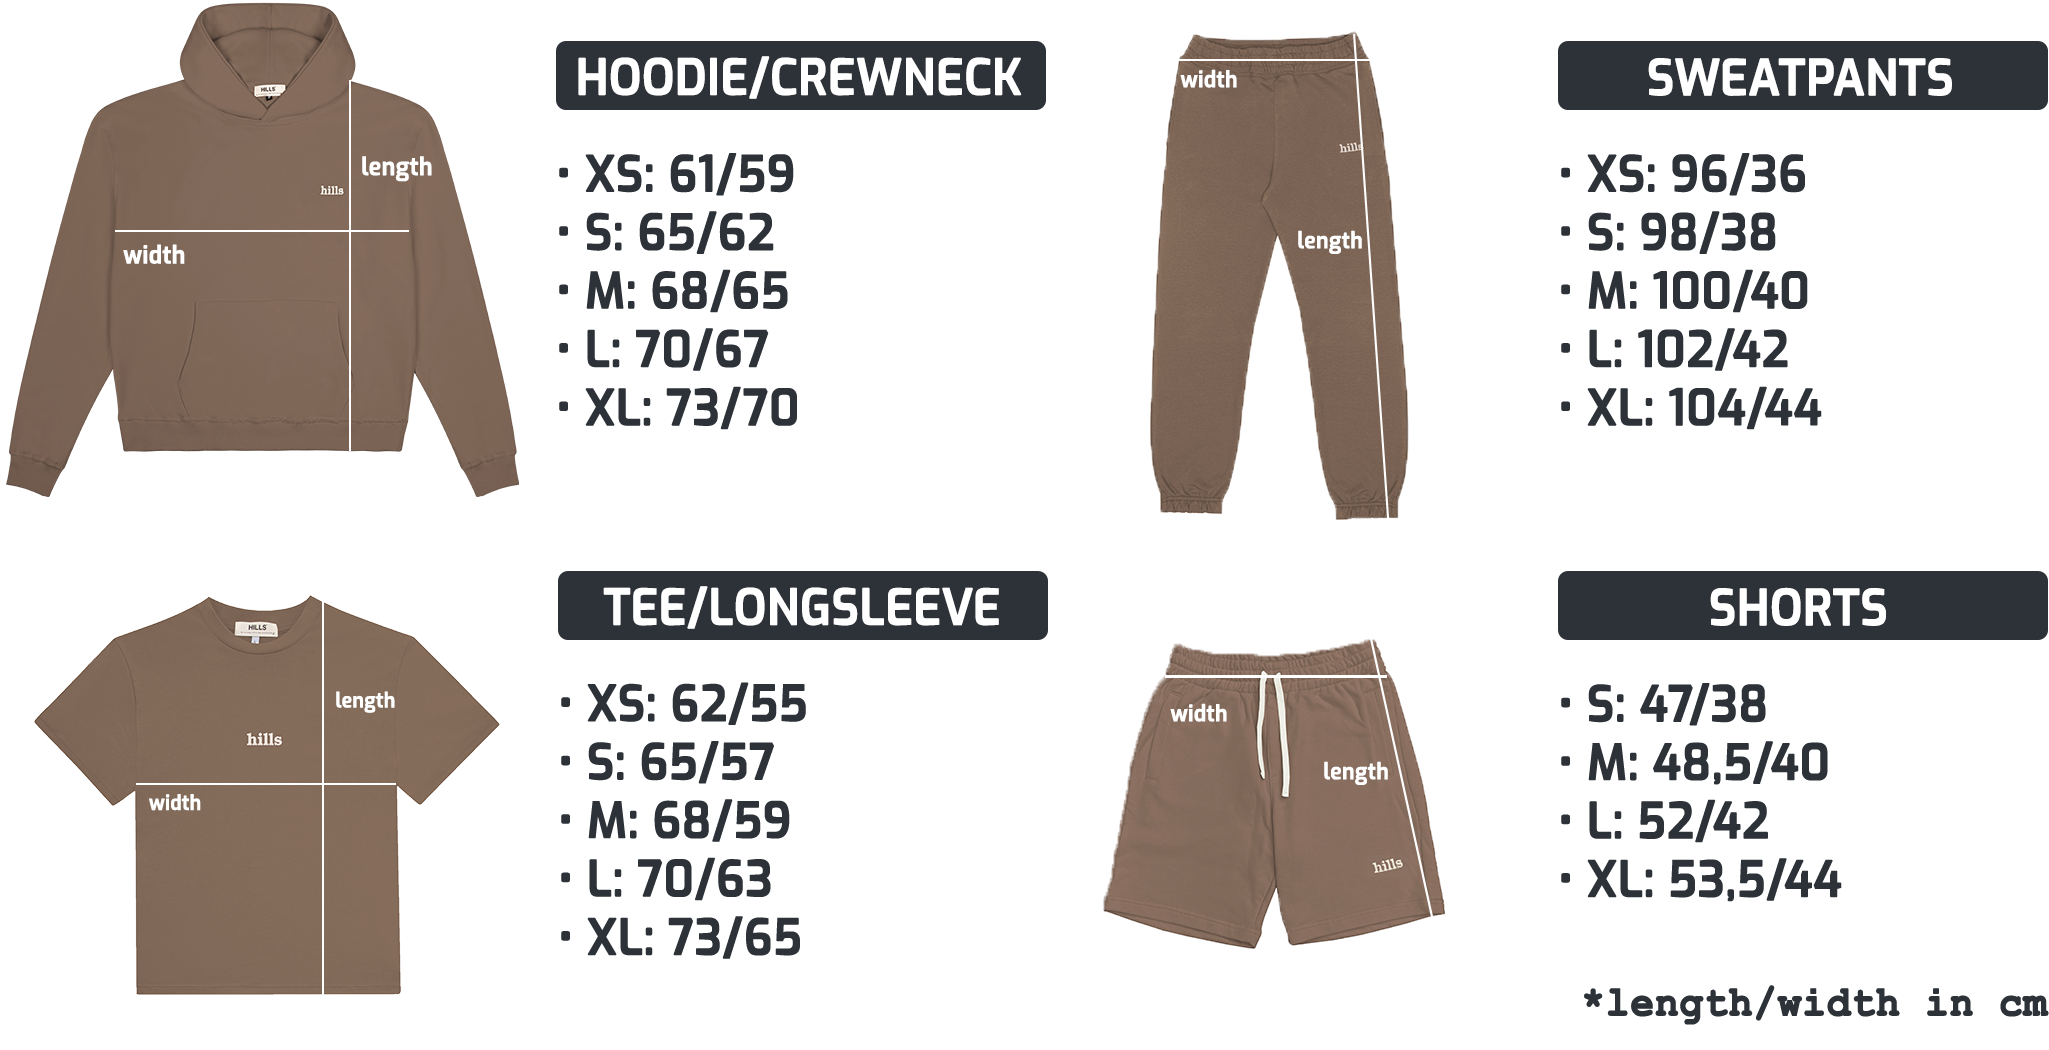 HOODIE/CREWNECK
· XS: 61/59
· S: 65/62
· M: 68/65
· L: 70/67
· XL: 73/70
HILLS
length
hills
width
SWEATPANTS
· XS: 96/36
· S: 98/38
· M: 100/40
· L: 102/42
· XL: 104/44
width
hills
length
TEE/LONGSLEEVE
· XS: 62/55
· S: 65/57
· M: 68/59
· L: 70/63
· XL: 73/65
HILLS
length
hills
width
SHORTS
· S: 47/38
· M: 48,5/40
· L: 52/42
· XL: 53,5/44
width
length
hills
*length/width in cm